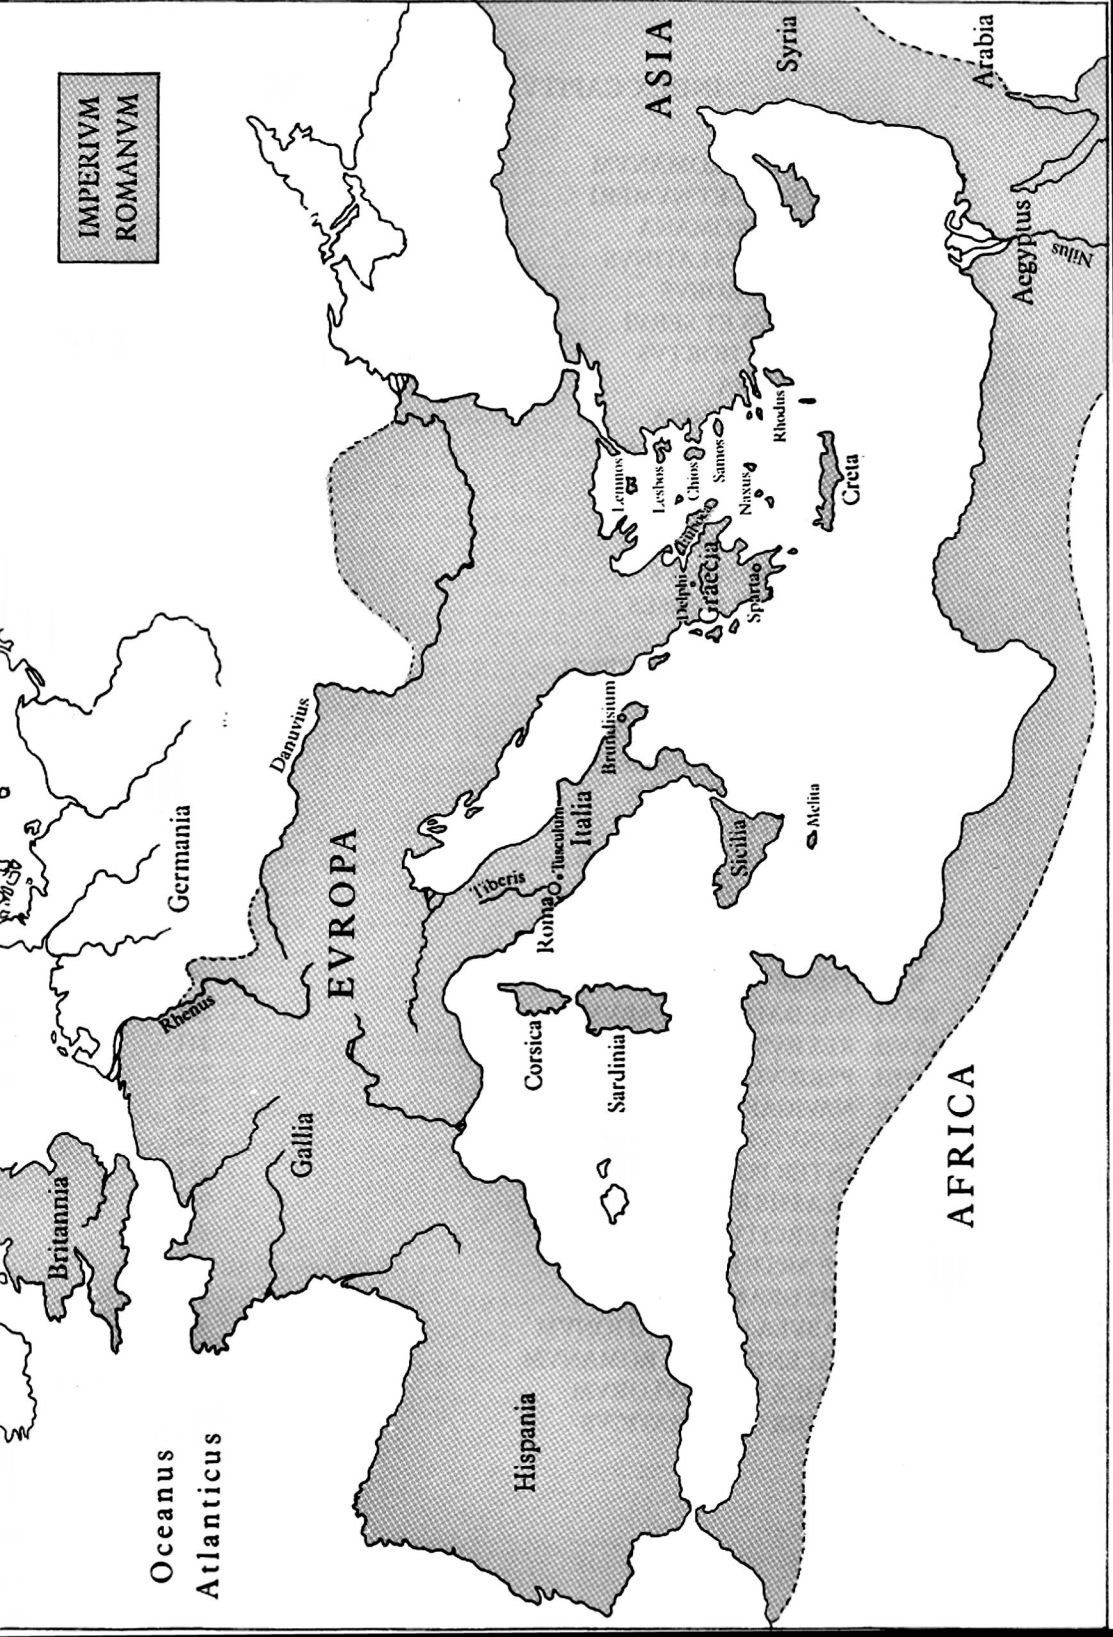 IMPERIVM
ROMANVM
Oceanus
Atlanticus
Britannia
Germania
Rhenus
Danuvius
Gallia
EVROPA
Hispania
Corsica
Sardinia
Roma
Tiberis
Tusculum
Italia
Brundisium
Sicilia
Melita
Graecia
Delphi
Sparta
Lemnos
Lesbos
Chios
Samos
Naxus
Rhodus
Creta
ASIA
Syria
Arabia
Aegyptus
Nilus
AFRICA